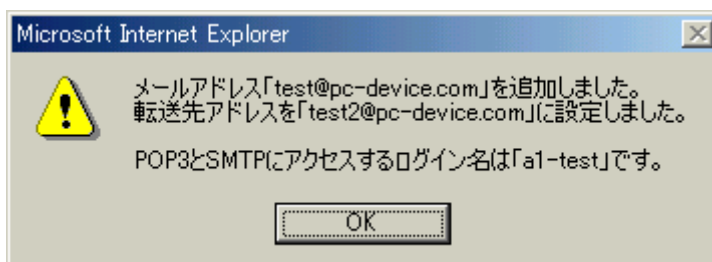 Microsoft Internet Explorer
メールアドレス「test@pc-device.com」を追加しました。
転送先アドレスを「test2@pc-device.com」に設定しました。
POP3とSMTPにアクセスするログイン名は「a1-test」です。
OK